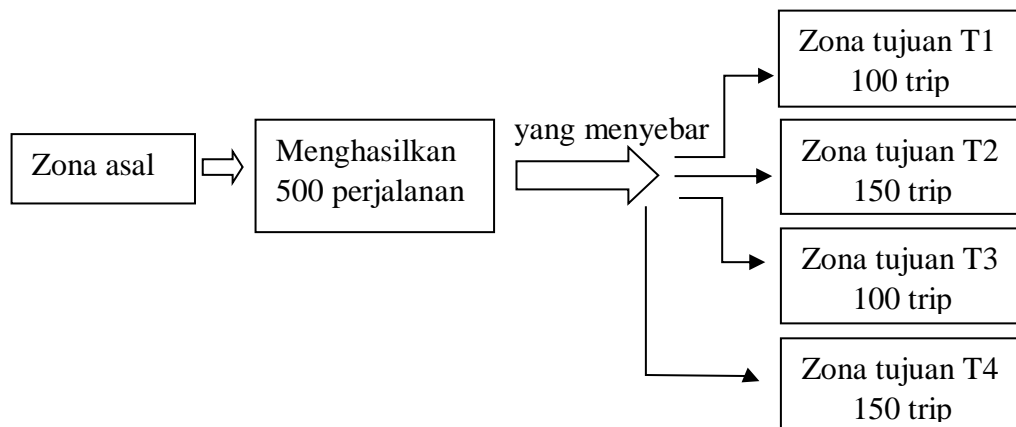 Zona asal
Menghasilkan
500 perjalanan
yang menyebar
Zona tujuan T1
100 trip
Zona tujuan T2
150 trip
Zona tujuan T3
100 trip
Zona tujuan T4
150 trip